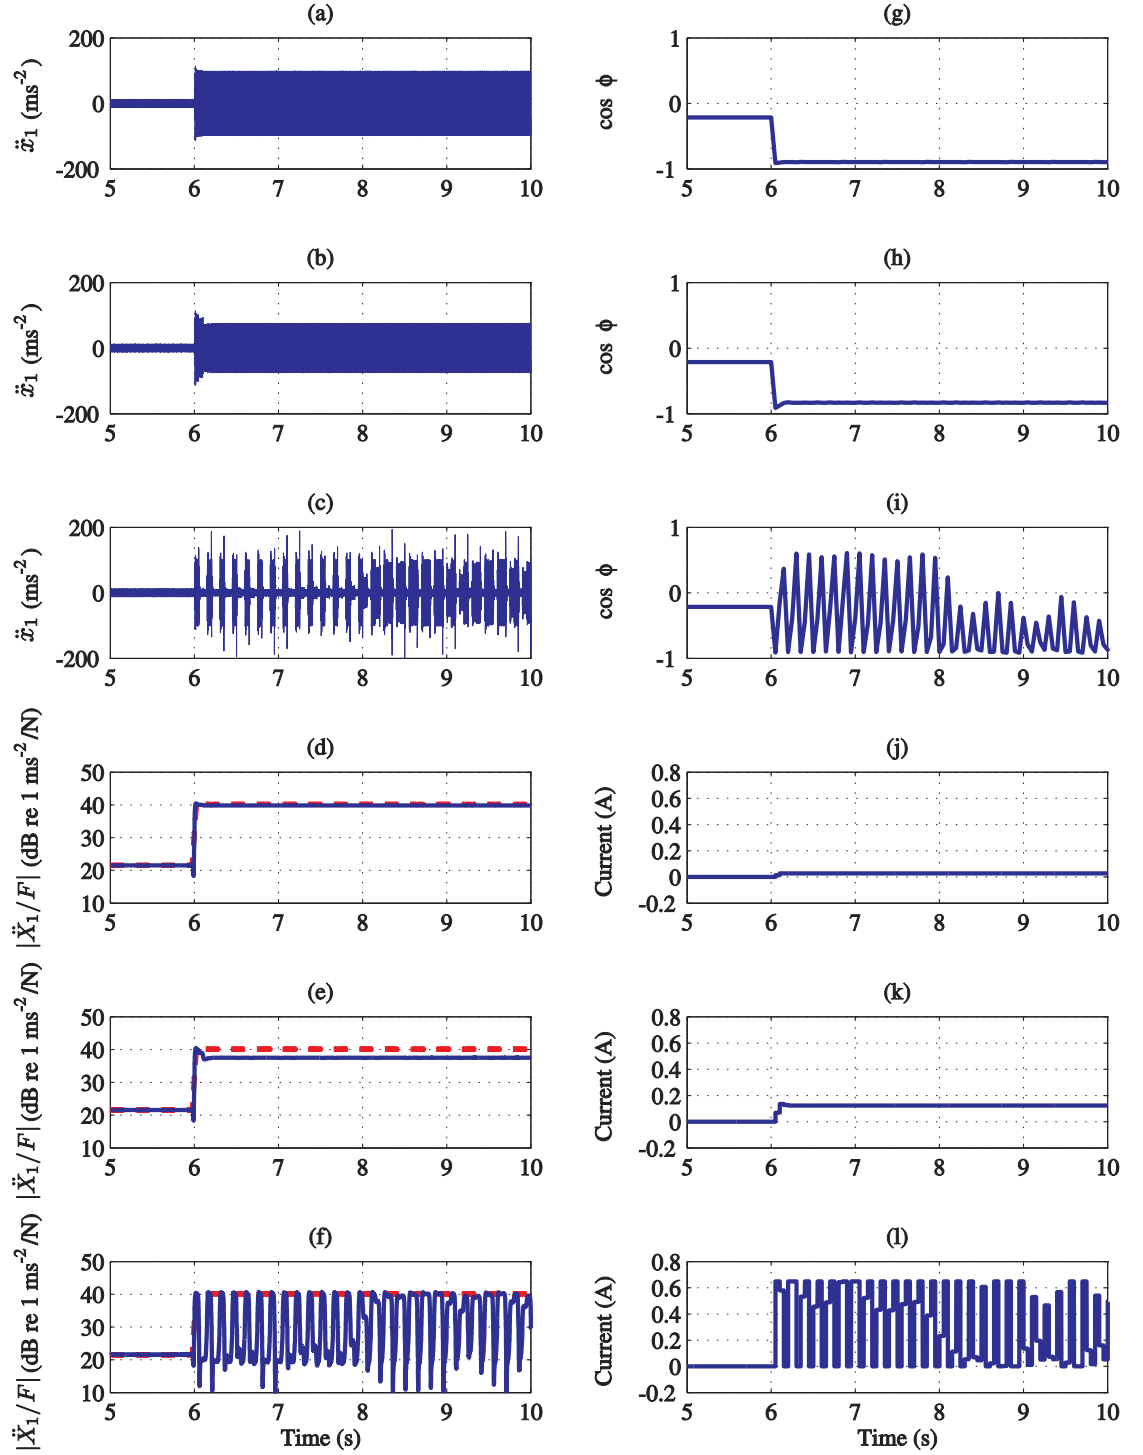 (a)
200
0
-200
ẍ₁ (ms⁻²)
5 6 7 8 9 10
(g)
1
0
-1
cos ϕ
5 6 7 8 9 10
(b)
200
0
-200
ẍ₁ (ms⁻²)
5 6 7 8 9 10
(h)
1
0
-1
cos ϕ
5 6 7 8 9 10
(c)
200
0
-200
ẍ₁ (ms⁻²)
5 6 7 8 9 10
(i)
1
0
-1
cos ϕ
5 6 7 8 9 10
(d)
50
40
30
20
10
|Ẍ₁/F| (dB re 1 ms⁻²/N)
5 6 7 8 9 10
(j)
0.8
0.6
0.4
0.2
0
-0.2
Current (A)
5 6 7 8 9 10
(e)
50
40
30
20
10
|Ẍ₁/F| (dB re 1 ms⁻²/N)
5 6 7 8 9 10
(k)
0.8
0.6
0.4
0.2
0
-0.2
Current (A)
5 6 7 8 9 10
(f)
50
40
30
20
10
|Ẍ₁/F| (dB re 1 ms⁻²/N)
5 6 7 8 9 10
Time (s)
(l)
0.8
0.6
0.4
0.2
0
-0.2
Current (A)
5 6 7 8 9 10
Time (s)